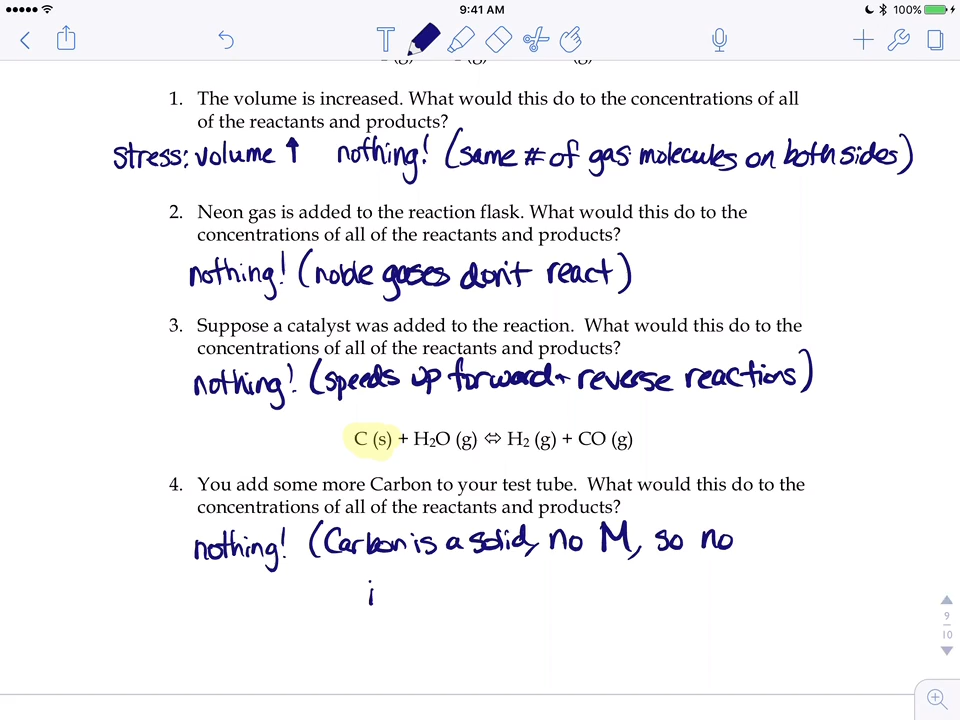 9:41 AM
100%
T
1. The volume is increased. What would this do to the concentrations of all
of the reactants and products?
stress: volume ↑ nothing! (same # of gas molecules on both sides)
2. Neon gas is added to the reaction flask. What would this do to the
concentrations of all of the reactants and products?
nothing! (noble gases don't react)
3. Suppose a catalyst was added to the reaction. What would this do to the
concentrations of all of the reactants and products?
nothing! (speeds up forward + reverse reactions)
C (s) + H₂O (g) ⇔ H₂ (g) + CO (g)
4. You add some more Carbon to your test tube. What would this do to the
concentrations of all of the reactants and products?
nothing! (Carbon is a solid, no M, so no
i
9
10